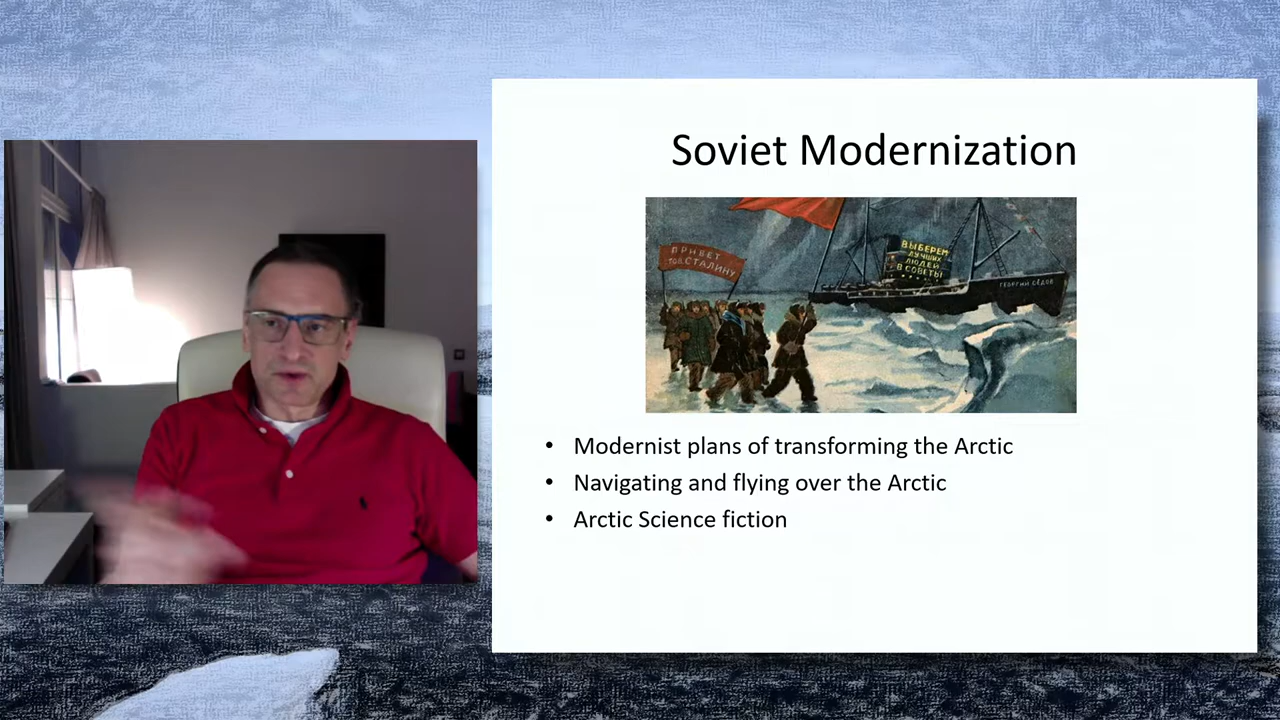 Soviet Modernization
ПРИВЕТ
тов. СТАЛИНУ
ВЫБЕРЕМ
ЛУЧШИХ
ЛЮДЕЙ
В СОВЕТЫ
ГЕОРГИЙ СЕДОВ
• Modernist plans of transforming the Arctic
• Navigating and flying over the Arctic
• Arctic Science fiction